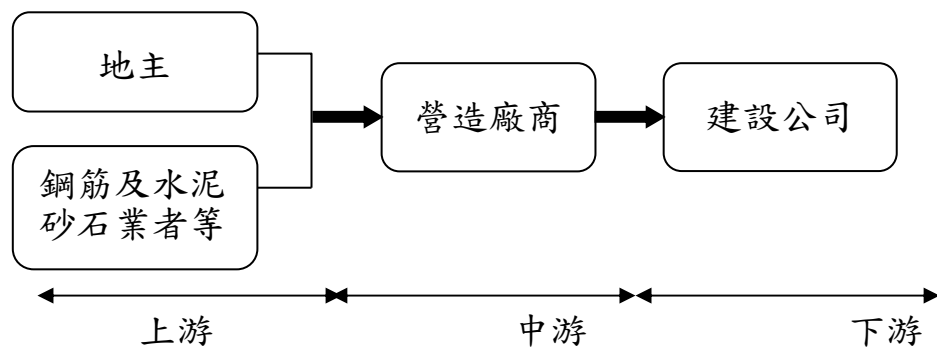 地主
營造廠商
建設公司
鋼筋及水泥
砂石業者等
上游
中游
下游